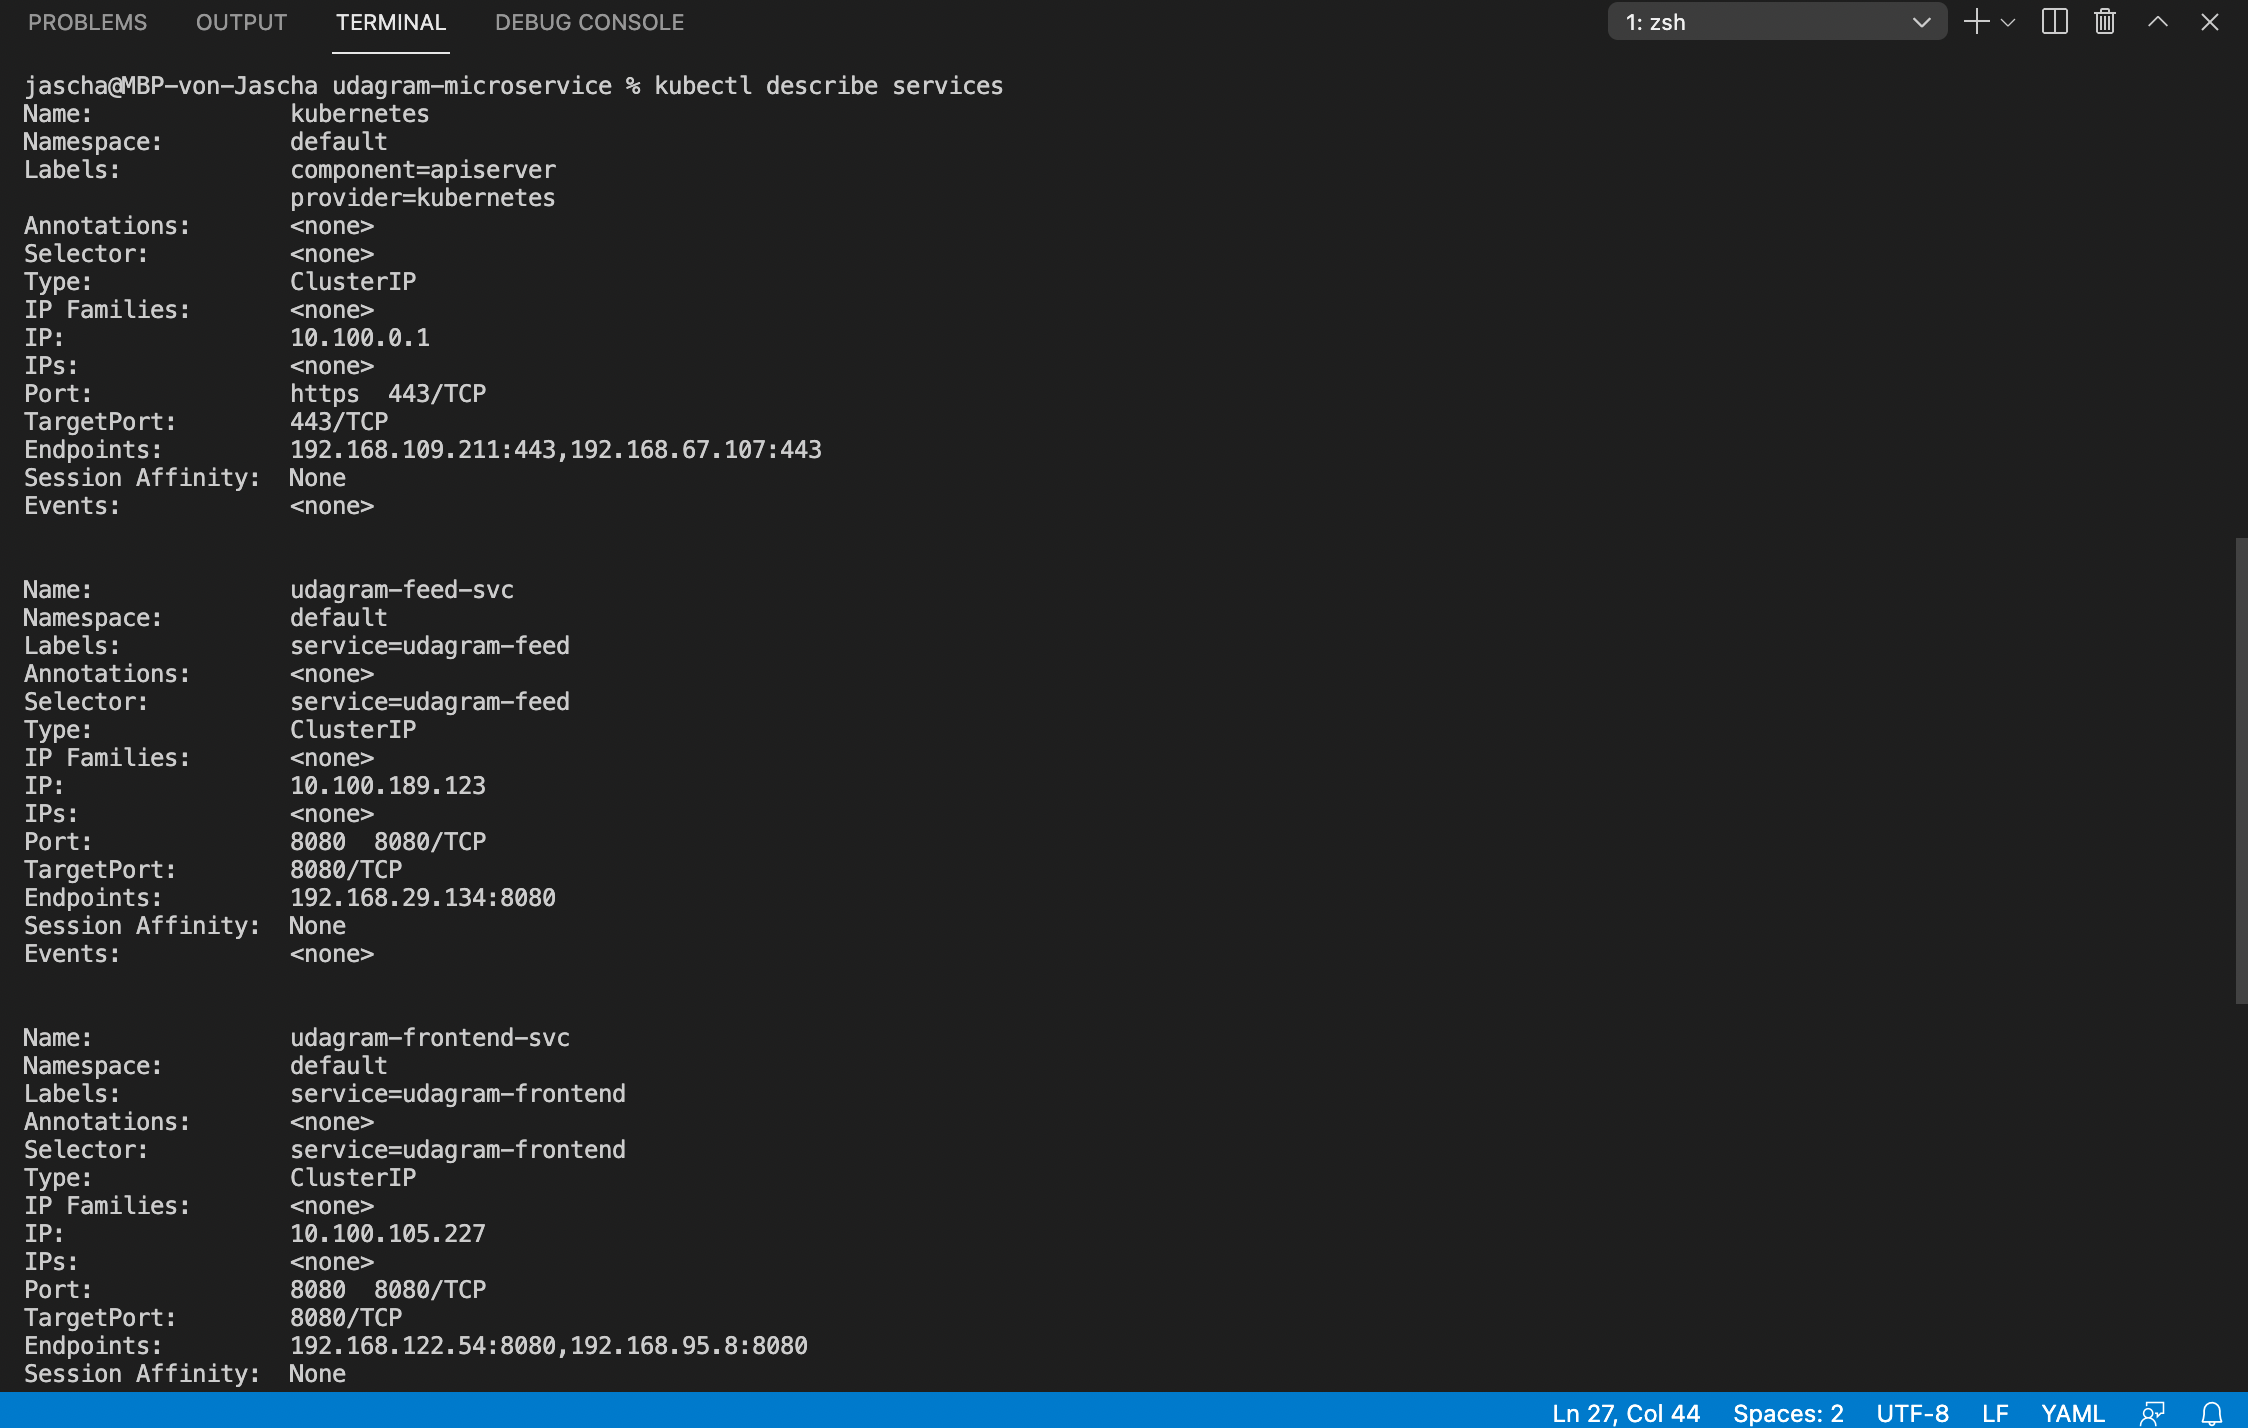 PROBLEMS OUTPUT TERMINAL DEBUG CONSOLE 1: zsh
jascha@MBP-von-Jascha udagram-microservice % kubectl describe services
Name: kubernetes
Namespace: default
Labels: component=apiserver
provider=kubernetes
Annotations: <none>
Selector: <none>
Type: ClusterIP
IP Families: <none>
IP: 10.100.0.1
IPs: <none>
Port: https 443/TCP
TargetPort: 443/TCP
Endpoints: 192.168.109.211:443,192.168.67.107:443
Session Affinity: None
Events: <none>
Name: udagram-feed-svc
Namespace: default
Labels: service=udagram-feed
Annotations: <none>
Selector: service=udagram-feed
Type: ClusterIP
IP Families: <none>
IP: 10.100.189.123
IPs: <none>
Port: 8080 8080/TCP
TargetPort: 8080/TCP
Endpoints: 192.168.29.134:8080
Session Affinity: None
Events: <none>
Name: udagram-frontend-svc
Namespace: default
Labels: service=udagram-frontend
Annotations: <none>
Selector: service=udagram-frontend
Type: ClusterIP
IP Families: <none>
IP: 10.100.105.227
IPs: <none>
Port: 8080 8080/TCP
TargetPort: 8080/TCP
Endpoints: 192.168.122.54:8080,192.168.95.8:8080
Session Affinity: None
Ln 27, Col 44 Spaces: 2 UTF-8 LF YAML